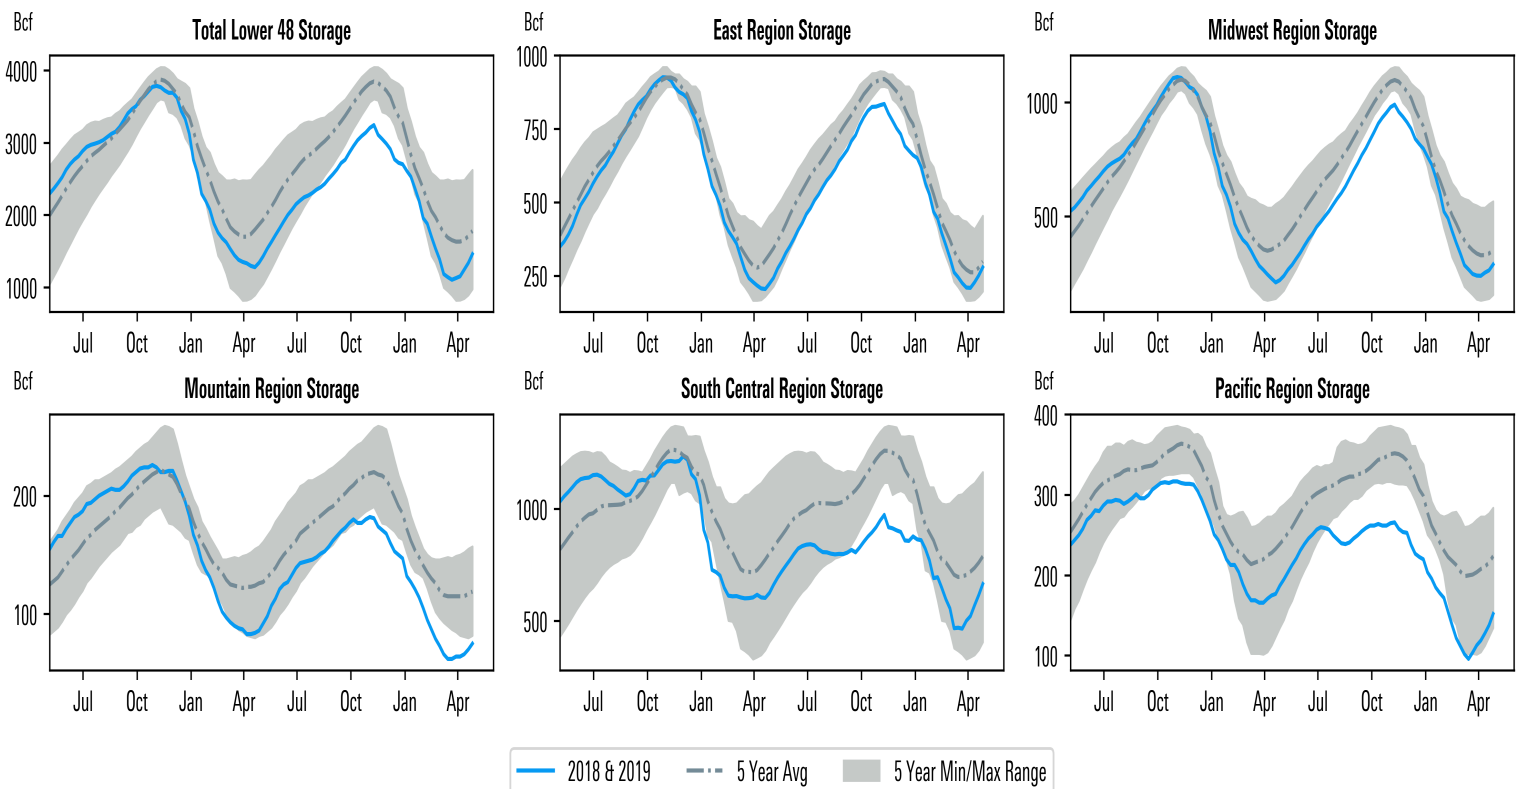 Bcf
Total Lower 48 Storage
4000
3000
2000
1000
Jul Oct Jan Apr Jul Oct Jan Apr
Bcf
East Region Storage
1000
750
500
250
Jul Oct Jan Apr Jul Oct Jan Apr
Bcf
Midwest Region Storage
1000
500
Jul Oct Jan Apr Jul Oct Jan Apr
Bcf
Mountain Region Storage
200
100
Jul Oct Jan Apr Jul Oct Jan Apr
Bcf
South Central Region Storage
1000
500
Jul Oct Jan Apr Jul Oct Jan Apr
Bcf
Pacific Region Storage
400
300
200
100
Jul Oct Jan Apr Jul Oct Jan Apr
2018 & 2019 5 Year Avg 5 Year Min/Max Range